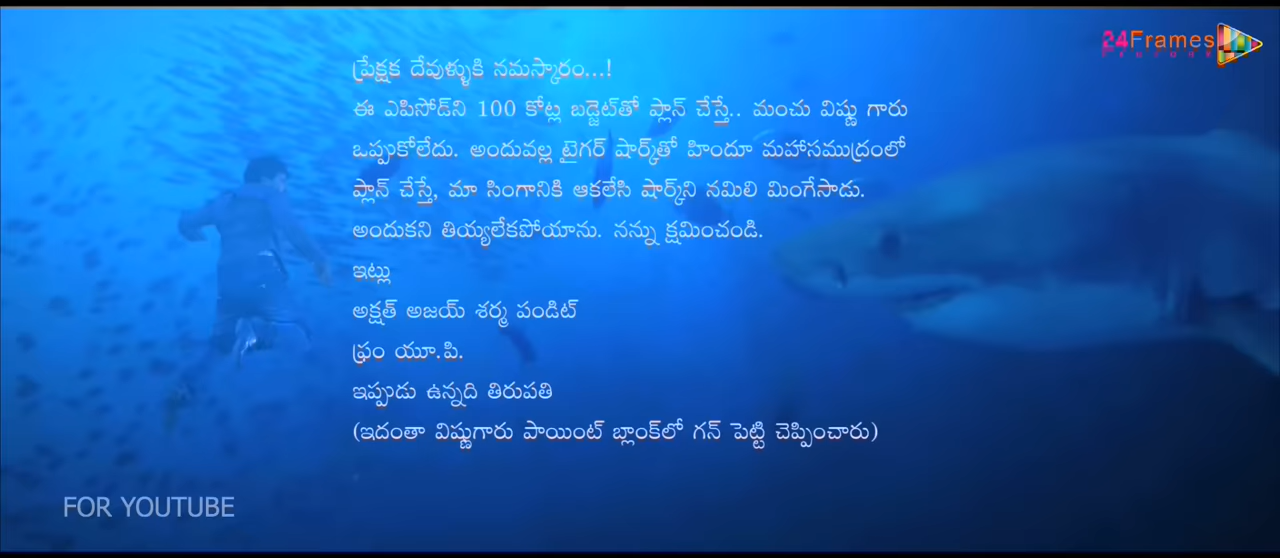 24Frames
ప్రేక్షక దేవుళ్ళకి నమస్కారం...!
ఈ ఎపిసోడ్‌ని 100 కోట్ల బడ్జెట్‌తో ప్లాన్ చేస్తే.. మంచు విష్ణు గారు
ఒప్పుకోలేదు. అందువల్ల టైగర్ షార్క్‌తో హిందూ మహాసముద్రంలో
ప్లాన్ చేస్తే, మా సింగానికి ఆకలేసి షార్క్‌ని నమిలి మింగేసాడు.
అందుకని తియ్యలేకపోయాను. నన్ను క్షమించండి.
ఇట్లు
అక్షత్ అజయ్ శర్మ పండిట్
ఫ్రం యూ.పి.
ఇప్పుడు ఉన్నది తిరుపతి
(ఇదంతా విష్ణుగారు పాయింట్ బ్లాంక్‌లో గన్ పెట్టి చెప్పించారు)
FOR YOUTUBE